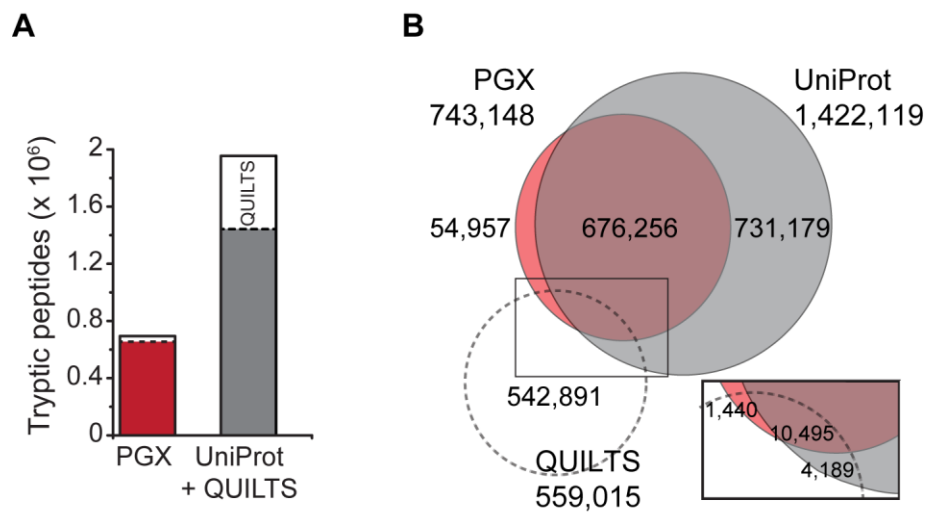 A
B
PGX
743,148
UniProt
1,422,119
Tryptic peptides (x 10⁶)
2
1.6
1.2
0.8
0.4
0
QUILTS
PGX
UniProt
+ QUILTS
54,957
676,256
731,179
542,891
QUILTS
559,015
1,440
10,495
4,189